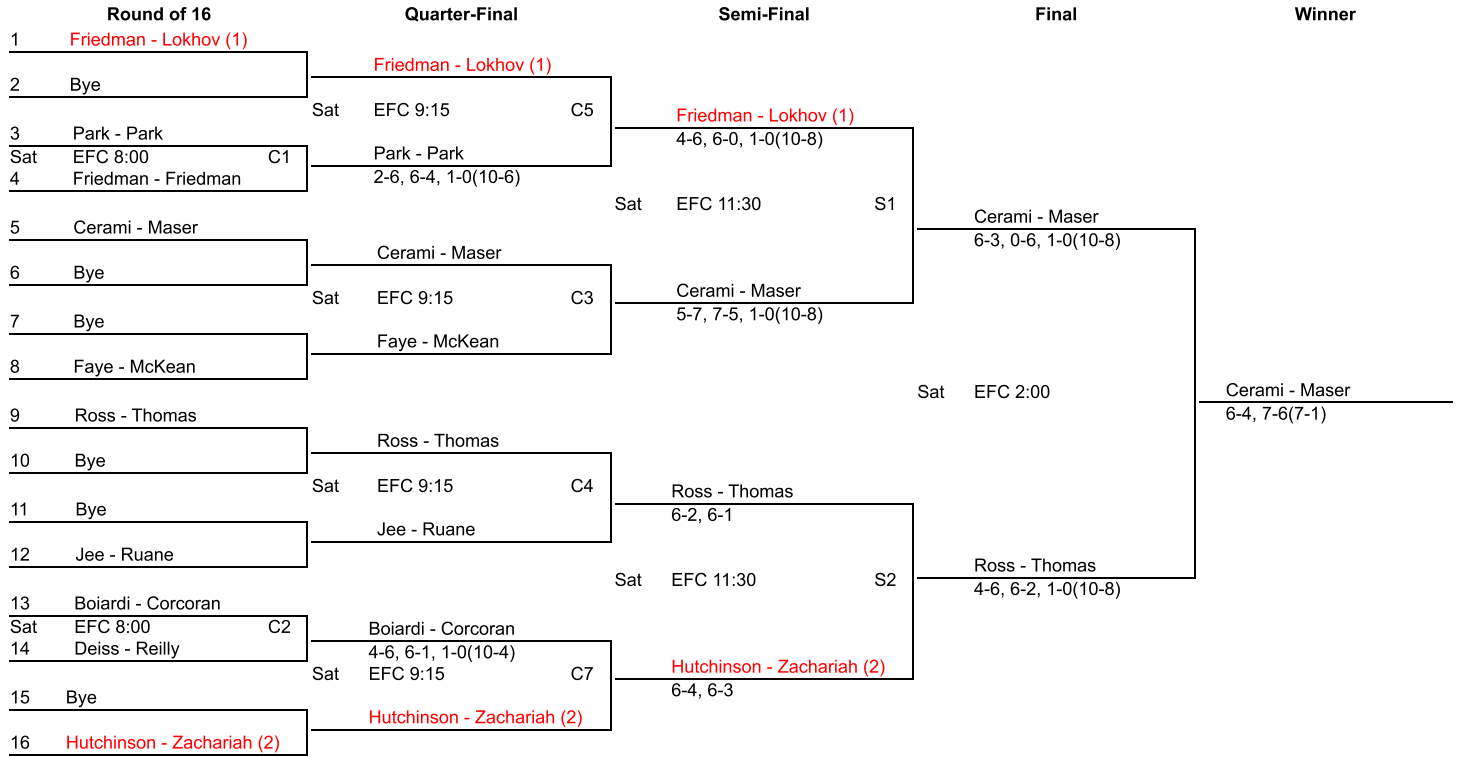 Round of 16 Quarter-Final Semi-Final Final Winner
1 Friedman - Lokhov (1)
2 Bye
3 Park - Park
Sat EFC 8:00 C1
4 Friedman - Friedman
5 Cerami - Maser
6 Bye
7 Bye
8 Faye - McKean
9 Ross - Thomas
10 Bye
11 Bye
12 Jee - Ruane
13 Boiardi - Corcoran
Sat EFC 8:00 C2
14 Deiss - Reilly
15 Bye
16 Hutchinson - Zachariah (2)
Friedman - Lokhov (1)
Sat EFC 9:15 C5
Park - Park
2-6, 6-4, 1-0(10-6)
Cerami - Maser
Sat EFC 9:15 C3
Faye - McKean
Ross - Thomas
Sat EFC 9:15 C4
Jee - Ruane
Boiardi - Corcoran
4-6, 6-1, 1-0(10-4)
Sat EFC 9:15 C7
Hutchinson - Zachariah (2)
Friedman - Lokhov (1)
4-6, 6-0, 1-0(10-8)
Sat EFC 11:30 S1
Cerami - Maser
5-7, 7-5, 1-0(10-8)
Ross - Thomas
6-2, 6-1
Sat EFC 11:30 S2
Hutchinson - Zachariah (2)
6-4, 6-3
Cerami - Maser
6-3, 0-6, 1-0(10-8)
Sat EFC 2:00
Ross - Thomas
4-6, 6-2, 1-0(10-8)
Cerami - Maser
6-4, 7-6(7-1)